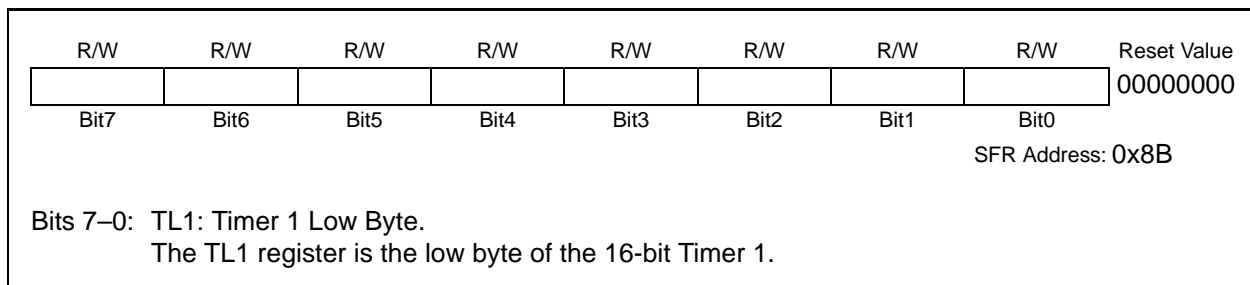 R/W R/W R/W R/W R/W R/W R/W R/W Reset Value
00000000
Bit7 Bit6 Bit5 Bit4 Bit3 Bit2 Bit1 Bit0
SFR Address: 0x8B
Bits 7–0: TL1: Timer 1 Low Byte.
The TL1 register is the low byte of the 16-bit Timer 1.